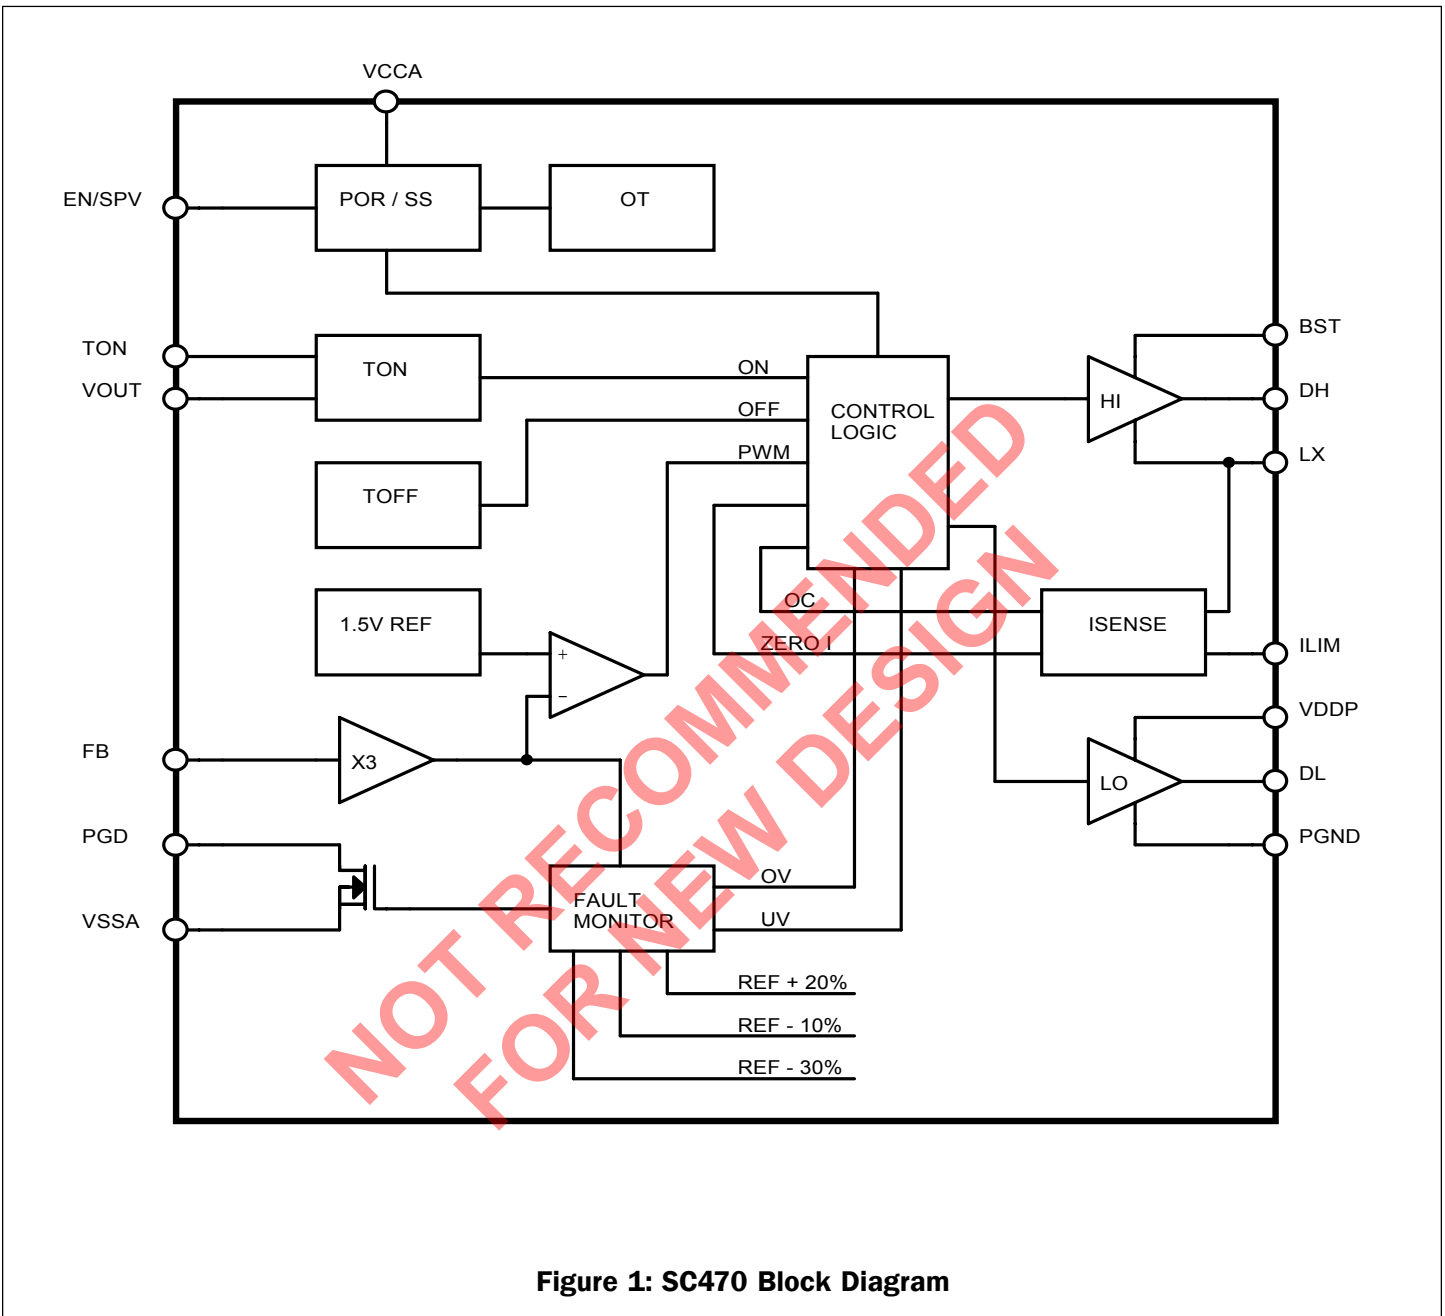 VCCA
EN/SPV
POR / SS
OT
TON
VOUT
TON
ON
OFF
PWM
CONTROL
LOGIC
HI
BST
DH
LX
TOFF
1.5V REF
+
−
OC
ZERO I
ISENSE
ILIM
VDDP
FB
X3
LO
DL
PGND
PGD
VSSA
FAULT
MONITOR
OV
UV
REF + 20%
REF - 10%
REF - 30%
NOT RECOMMENDED
FOR NEW DESIGN
Figure 1: SC470 Block Diagram